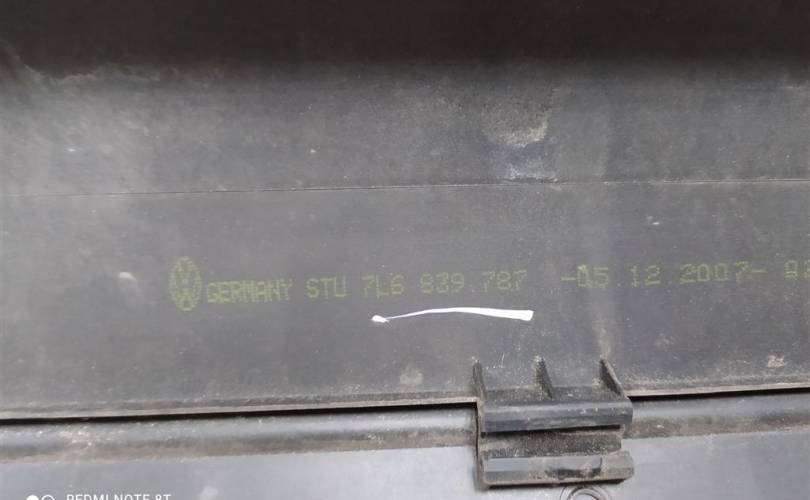 GERMANY STU 7L6 839.787 -05.12.2007-
REDMI NOTE 8T